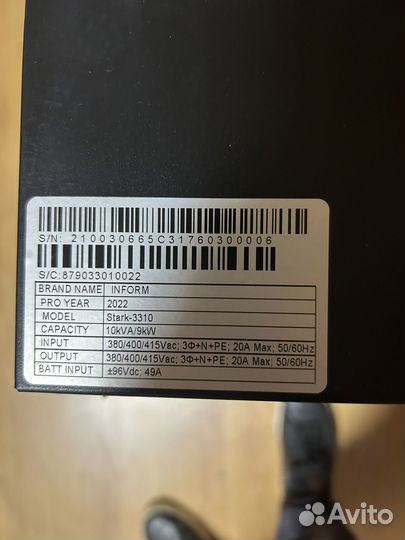 S/N: 210030665C31760300006
S/C:879033010022
BRAND NAME INFORM
PRO YEAR 2022
MODEL Stark-3310
CAPACITY 10kVA/9kW
INPUT 380/400/415Vac; 3Φ+N+PE; 20A Max; 50/60Hz
OUTPUT 380/400/415Vac; 3Φ+N+PE; 20A Max; 50/60Hz
BATT INPUT ±96Vdc; 49A
Avito